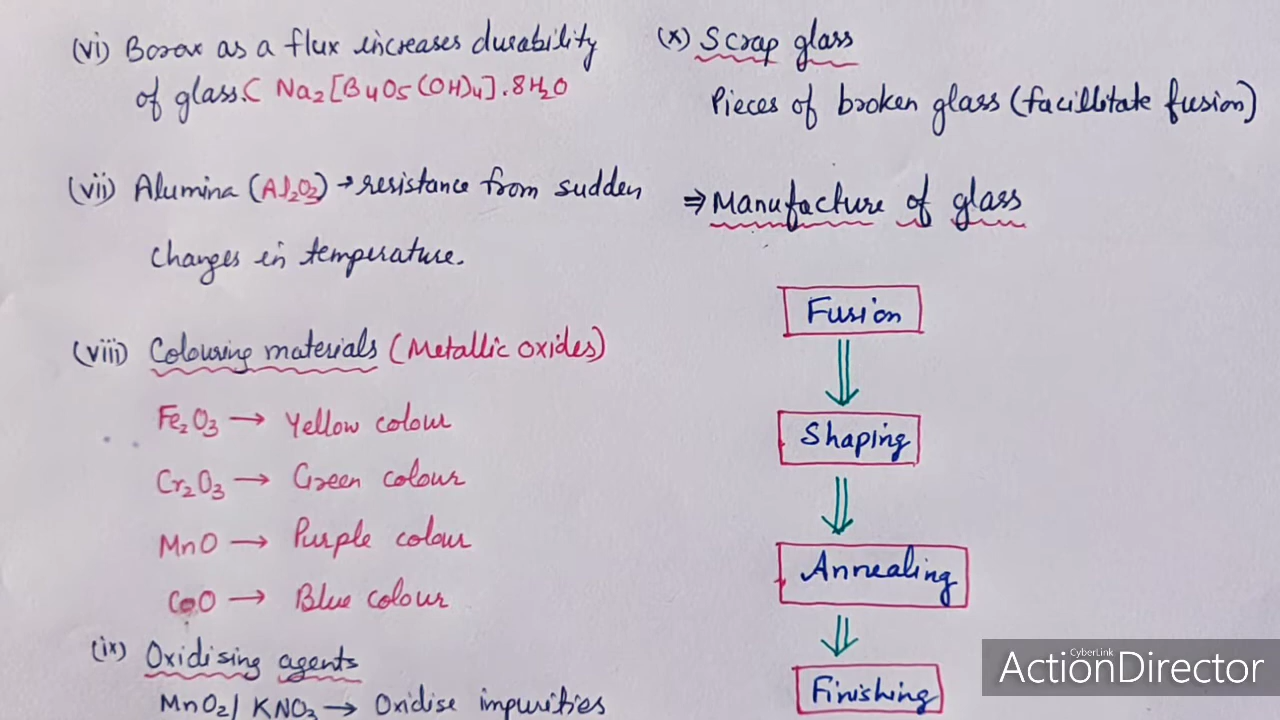 (vi) Borax as a flux increases durability
of glass.( Na2[B4O5(OH)4].8H2O
(vii) Alumina (Al2O3) → resistance from sudden
changes in temperature.
(viii) Colouring materials (Metallic oxides)
Fe2O3 → Yellow colour
Cr2O3 → Green colour
MnO → Purple colour
CoO → Blue colour
(ix) Oxidising agents
MnO2/ KNO3 → Oxidise impurities
(x) Scrap glass
Pieces of broken glass (facillitate fusion)
⇒ Manufacture of glass
Fusion
Shaping
Annealing
Finishing
CyberLink
ActionDirector